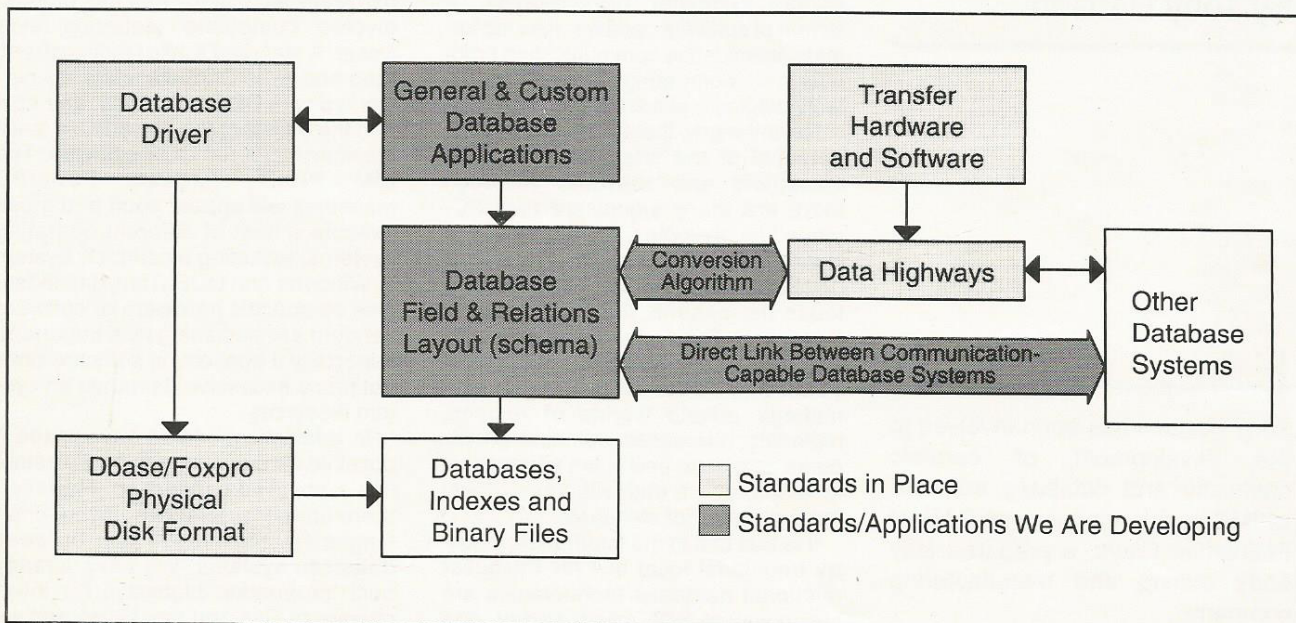 Database
Driver
General & Custom
Database
Applications
Transfer
Hardware
and Software
Database
Field & Relations
Layout (schema)
Conversion
Algorithm
Data Highways
Direct Link Between Communication-
Capable Database Systems
Other
Database
Systems
Dbase/Foxpro
Physical
Disk Format
Databases,
Indexes and
Binary Files
Standards in Place
Standards/Applications We Are Developing